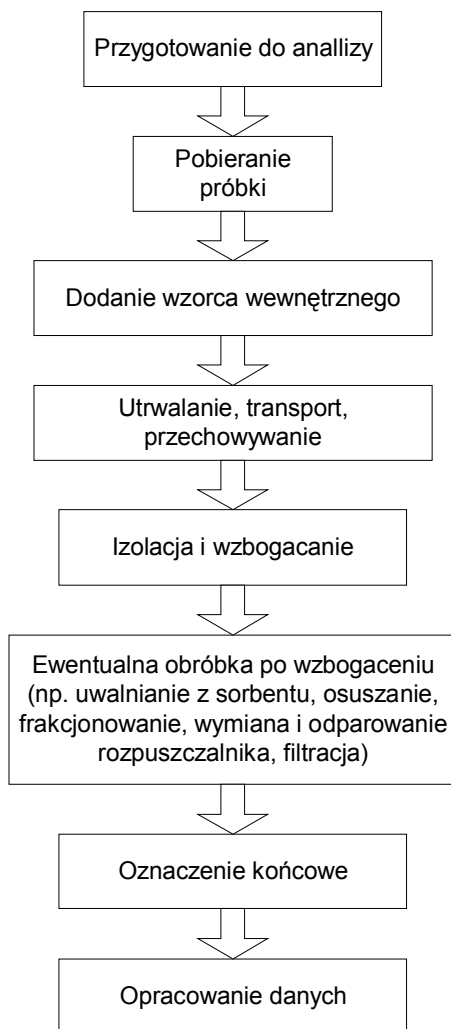 Przygotowanie do anallizy
Pobieranie
próbki
Dodanie wzorca wewnętrznego
Utrwalanie, transport,
przechowywanie
Izolacja i wzbogacanie
Ewentualna obróbka po wzbogaceniu
(np. uwalnianie z sorbentu, osuszanie,
frakcjonowanie, wymiana i odparowanie
rozpuszczalnika, filtracja)
Oznaczenie końcowe
Opracowanie danych